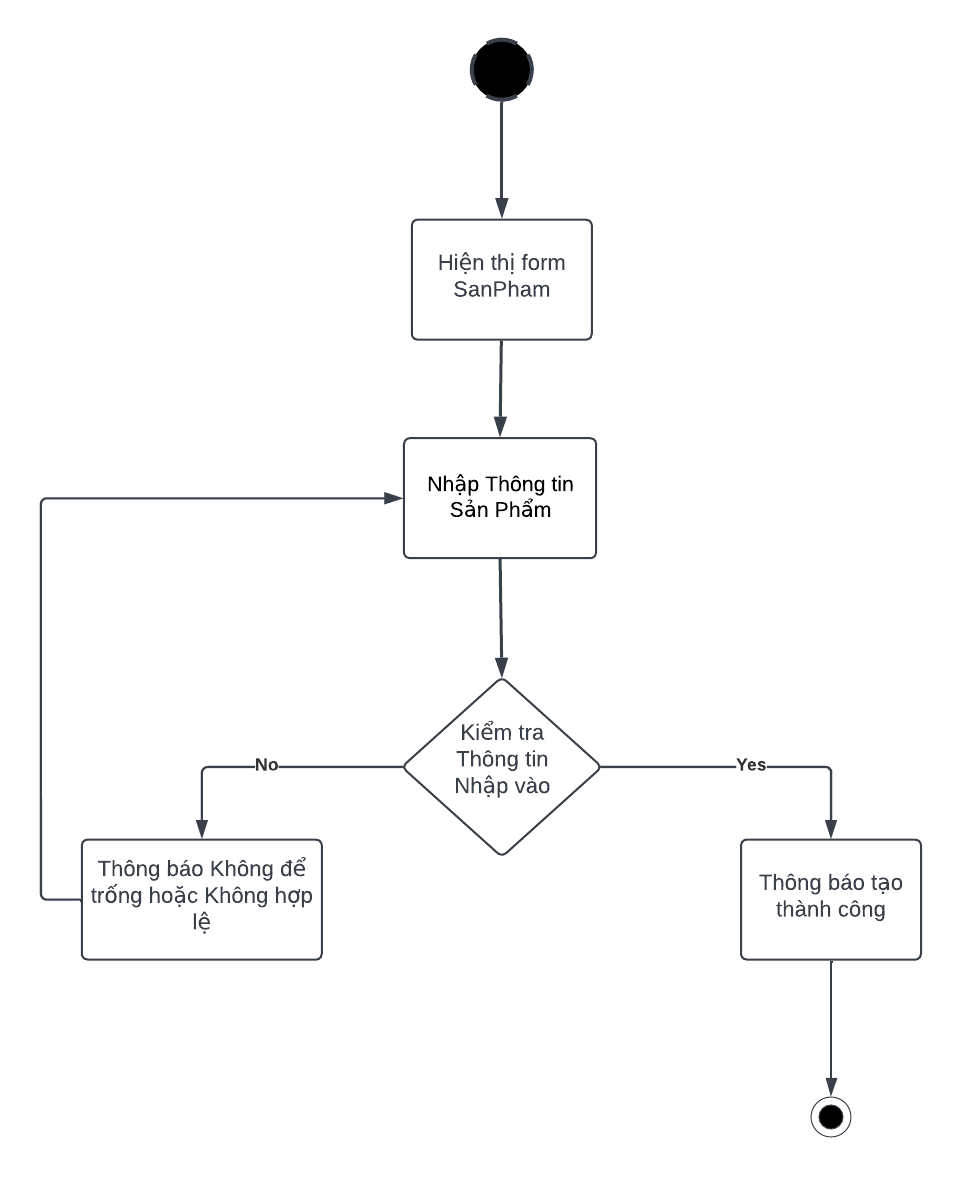 Hiện thị form
SanPham
Nhập Thông tin
Sản Phẩm
Kiểm tra
Thông tin
Nhập vào
No
Yes
Thông báo Không để
trống hoặc Không hợp
lệ
Thông báo tạo
thành công